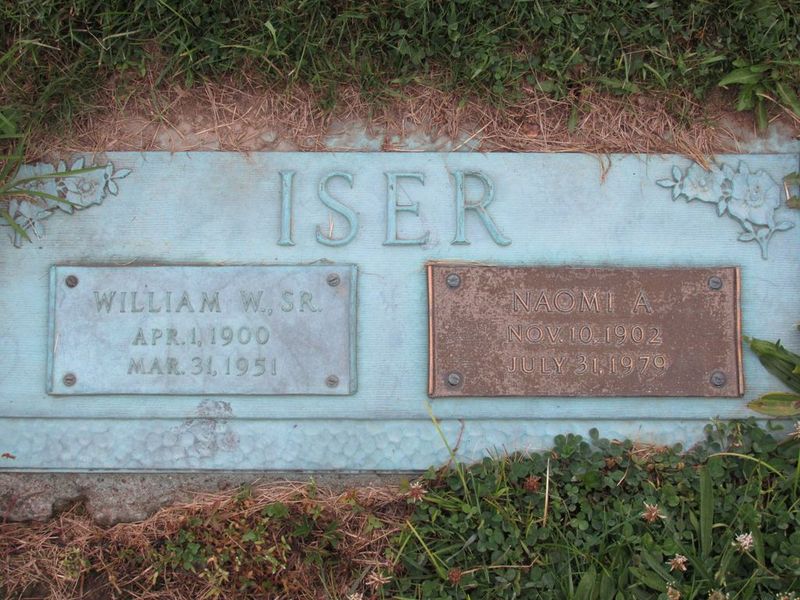 ISER
WILLIAM W., SR.
APR. 1, 1900
MAR. 31, 1951
NAOMI A.
NOV. 10, 1902
JULY 31, 1979